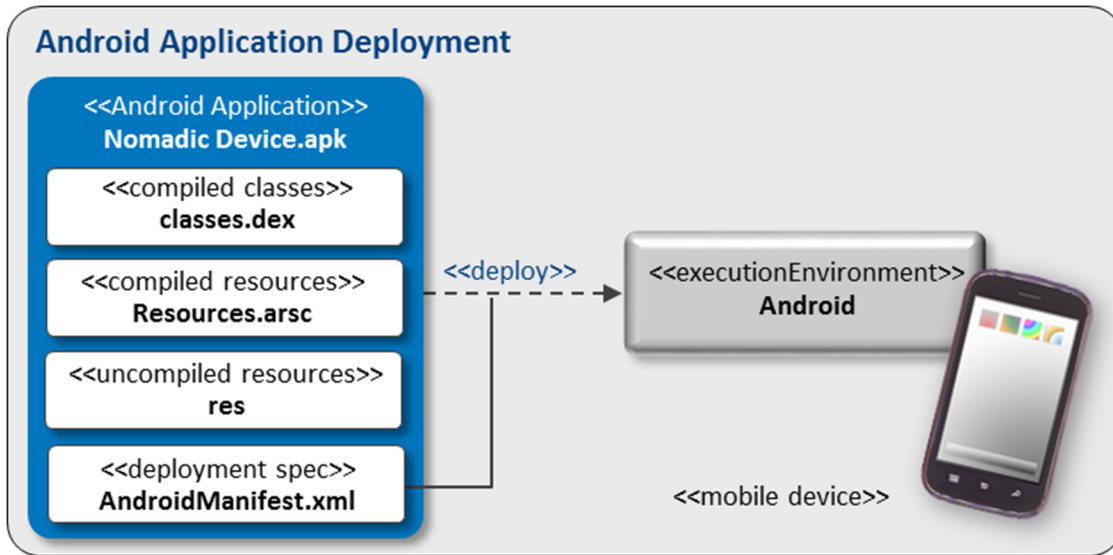 Android Application Deployment
<<Android Application>>
Nomadic Device.apk
<<compiled classes>>
classes.dex
<<compiled resources>>
Resources.arsc
<<uncompiled resources>>
res
<<deployment spec>>
AndroidManifest.xml
<<deploy>>
<<executionEnvironment>>
Android
<<mobile device>>